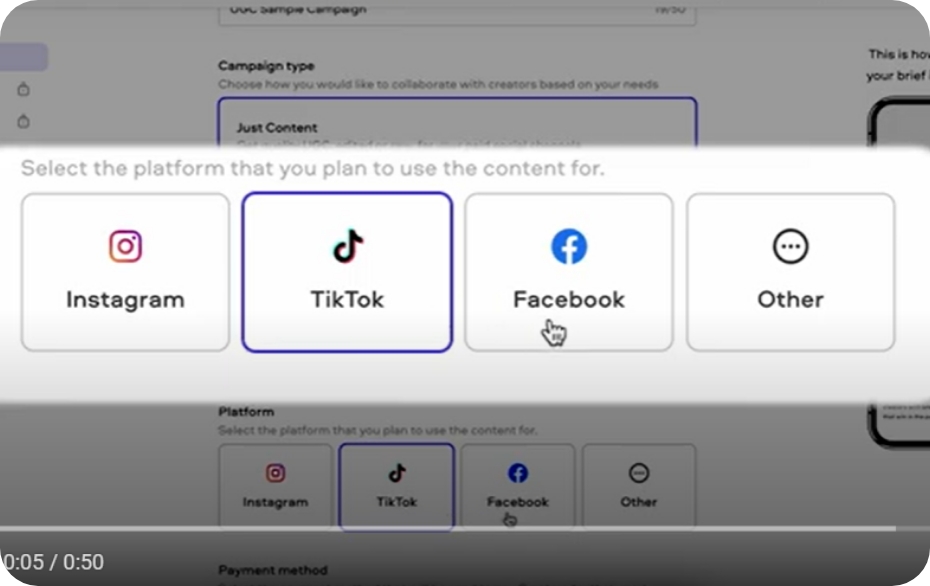 UGC Sample Campaign 19/50
Campaign type
Choose how you would like to collaborate with creators based on your needs
This is how
your brief i
Just Content
Select the platform that you plan to use the content for.
Instagram TikTok Facebook Other
Platform
Select the platform that you plan to use the content for.
Instagram TikTok Facebook Other
0:05 / 0:50
Payment method